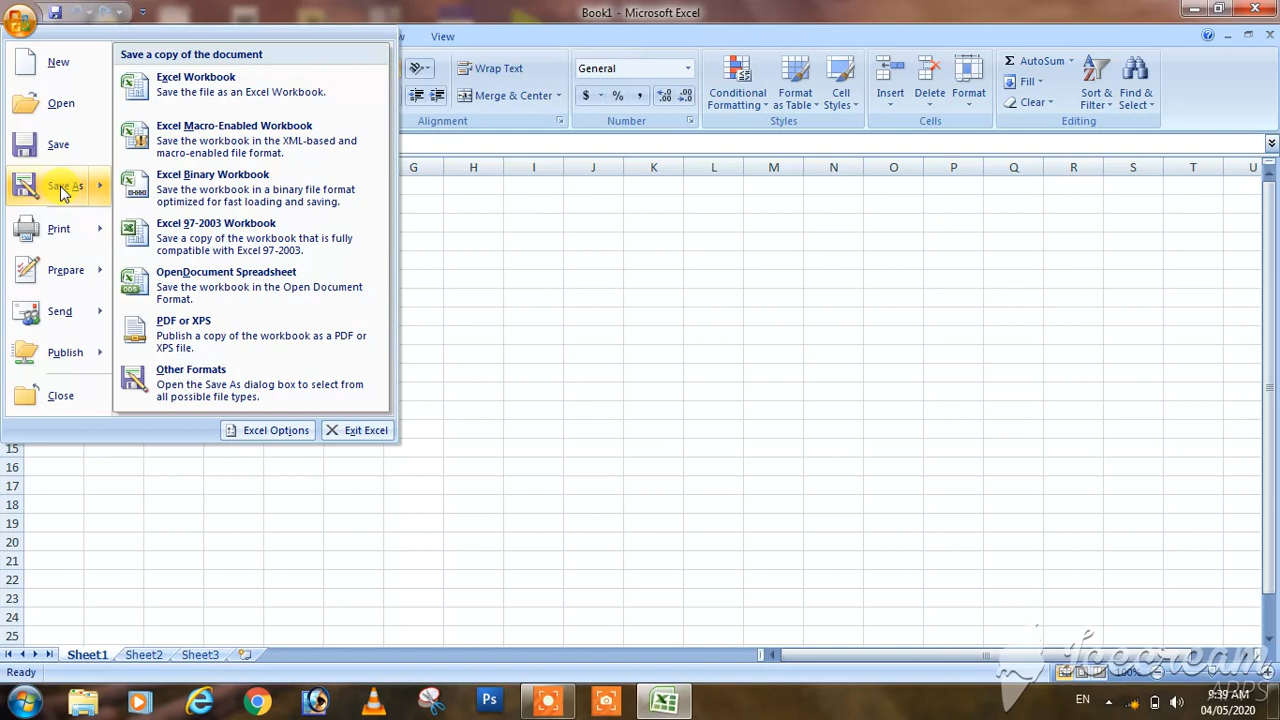 Book1 - Microsoft Excel
View
New
Open
Save
Save As
Print
Prepare
Send
Publish
Close
Save a copy of the document
Excel Workbook
Save the file as an Excel Workbook.
Excel Macro-Enabled Workbook
Save the workbook in the XML-based and
macro-enabled file format.
Excel Binary Workbook
Save the workbook in a binary file format
optimized for fast loading and saving.
Excel 97-2003 Workbook
Save a copy of the workbook that is fully
compatible with Excel 97-2003.
OpenDocument Spreadsheet
Save the workbook in the Open Document
Format.
PDF or XPS
Publish a copy of the workbook as a PDF or
XPS file.
Other Formats
Open the Save As dialog box to select from
all possible file types.
Excel Options
Exit Excel
Wrap Text
Merge & Center
Alignment
General
$ % ,
Number
Conditional
Formatting
Format
as Table
Cell
Styles
Styles
Insert
Delete
Format
Cells
Σ AutoSum
Fill
Clear
Sort &
Filter
Find &
Select
Editing
G H I J K L M N O P Q R S T U
15
16
17
18
19
20
21
22
23
24
25
Sheet1 Sheet2 Sheet3
Ready
100%
Icecream
APPS
Ps
EN
9:39 AM
04/05/2020